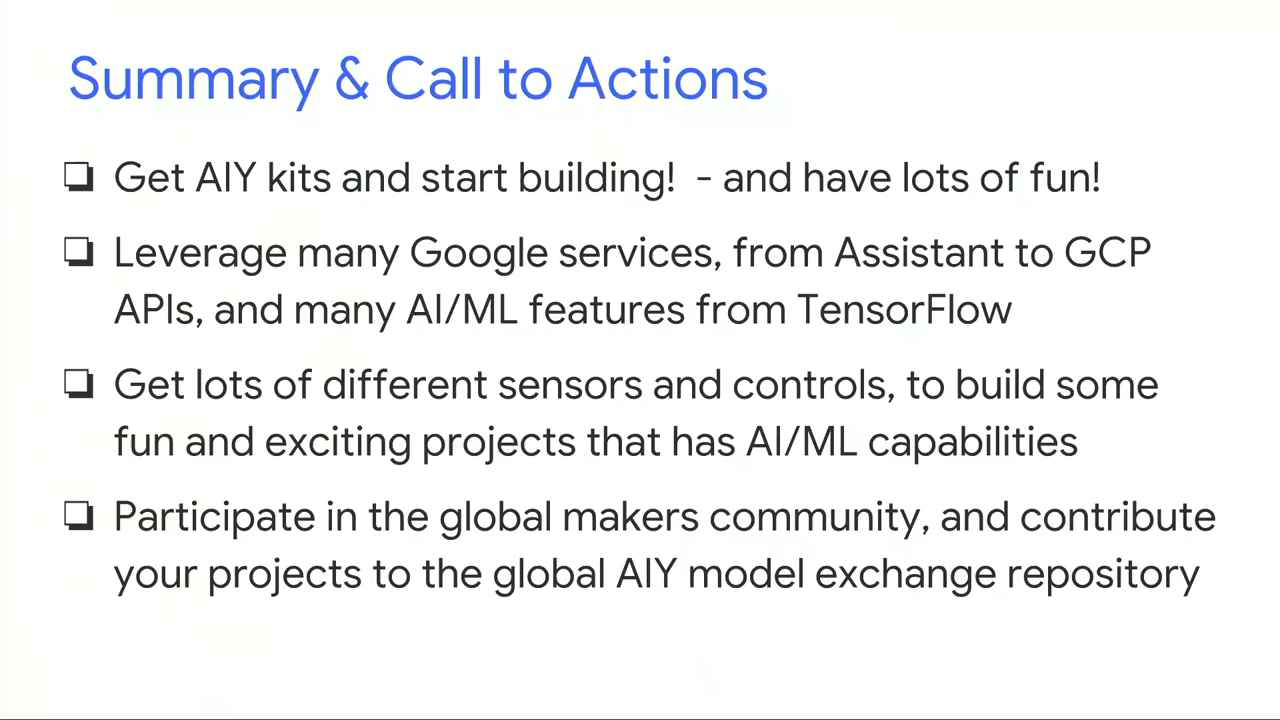 Summary & Call to Actions
❏ Get AIY kits and start building!  - and have lots of fun!
❏ Leverage many Google services, from Assistant to GCP
APIs, and many AI/ML features from TensorFlow
❏ Get lots of different sensors and controls, to build some
fun and exciting projects that has AI/ML capabilities
❏ Participate in the global makers community, and contribute
your projects to the global AIY model exchange repository